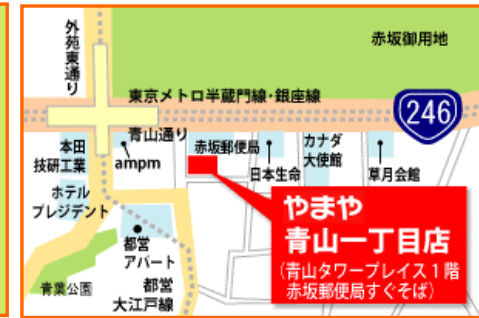 外苑東通り
赤坂御用地
東京メトロ半蔵門線・銀座線
246
青山通り
本田
技研工業
ampm
赤坂郵便局
日本生命
カナダ
大使館
草月会館
ホテル
プレジデント
都営
アパート
青葉公園
都営
大江戸線
やまや
青山一丁目店
(青山タワープレイス1階
赤坂郵便局すぐそば)